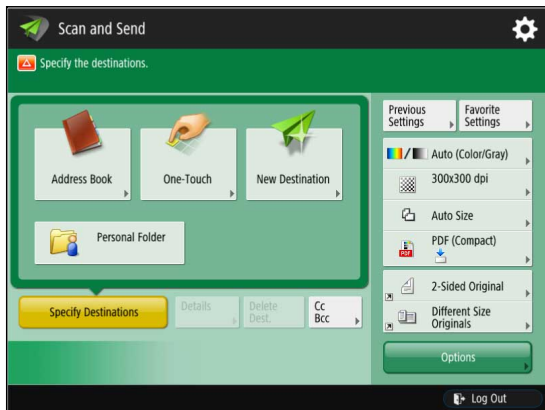 Scan and Send
Specify the destinations.
Previous
Settings
Favorite
Settings
Address Book
One-Touch
New Destination
Personal Folder
Auto (Color/Gray)
300x300 dpi
Auto Size
PDF
PDF (Compact)
2-Sided Original
Different Size
Originals
Specify Destinations
Details
Delete
Dest.
Cc
Bcc
Options
Log Out